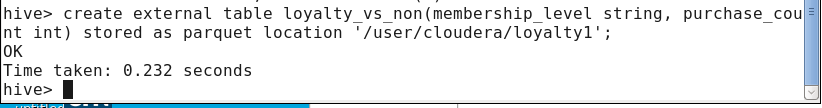 hive> create external table loyalty_vs_non(membership_level string, purchase_cou
nt int) stored as parquet location '/user/cloudera/loyalty1';
OK
Time taken: 0.232 seconds
hive>